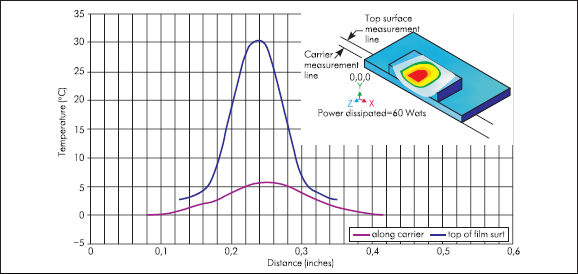 Top surface
measurement
line
Carrier
measurement
line
0,0,0
Y
Z
X
Power dissipated=60 Wats
35
30
25
20
15
10
5
0
−5
Temperature (°C)
0
0,1
0,2
0,3
0,4
0,5
0,6
Distance (inches)
along carrier
top of film surt